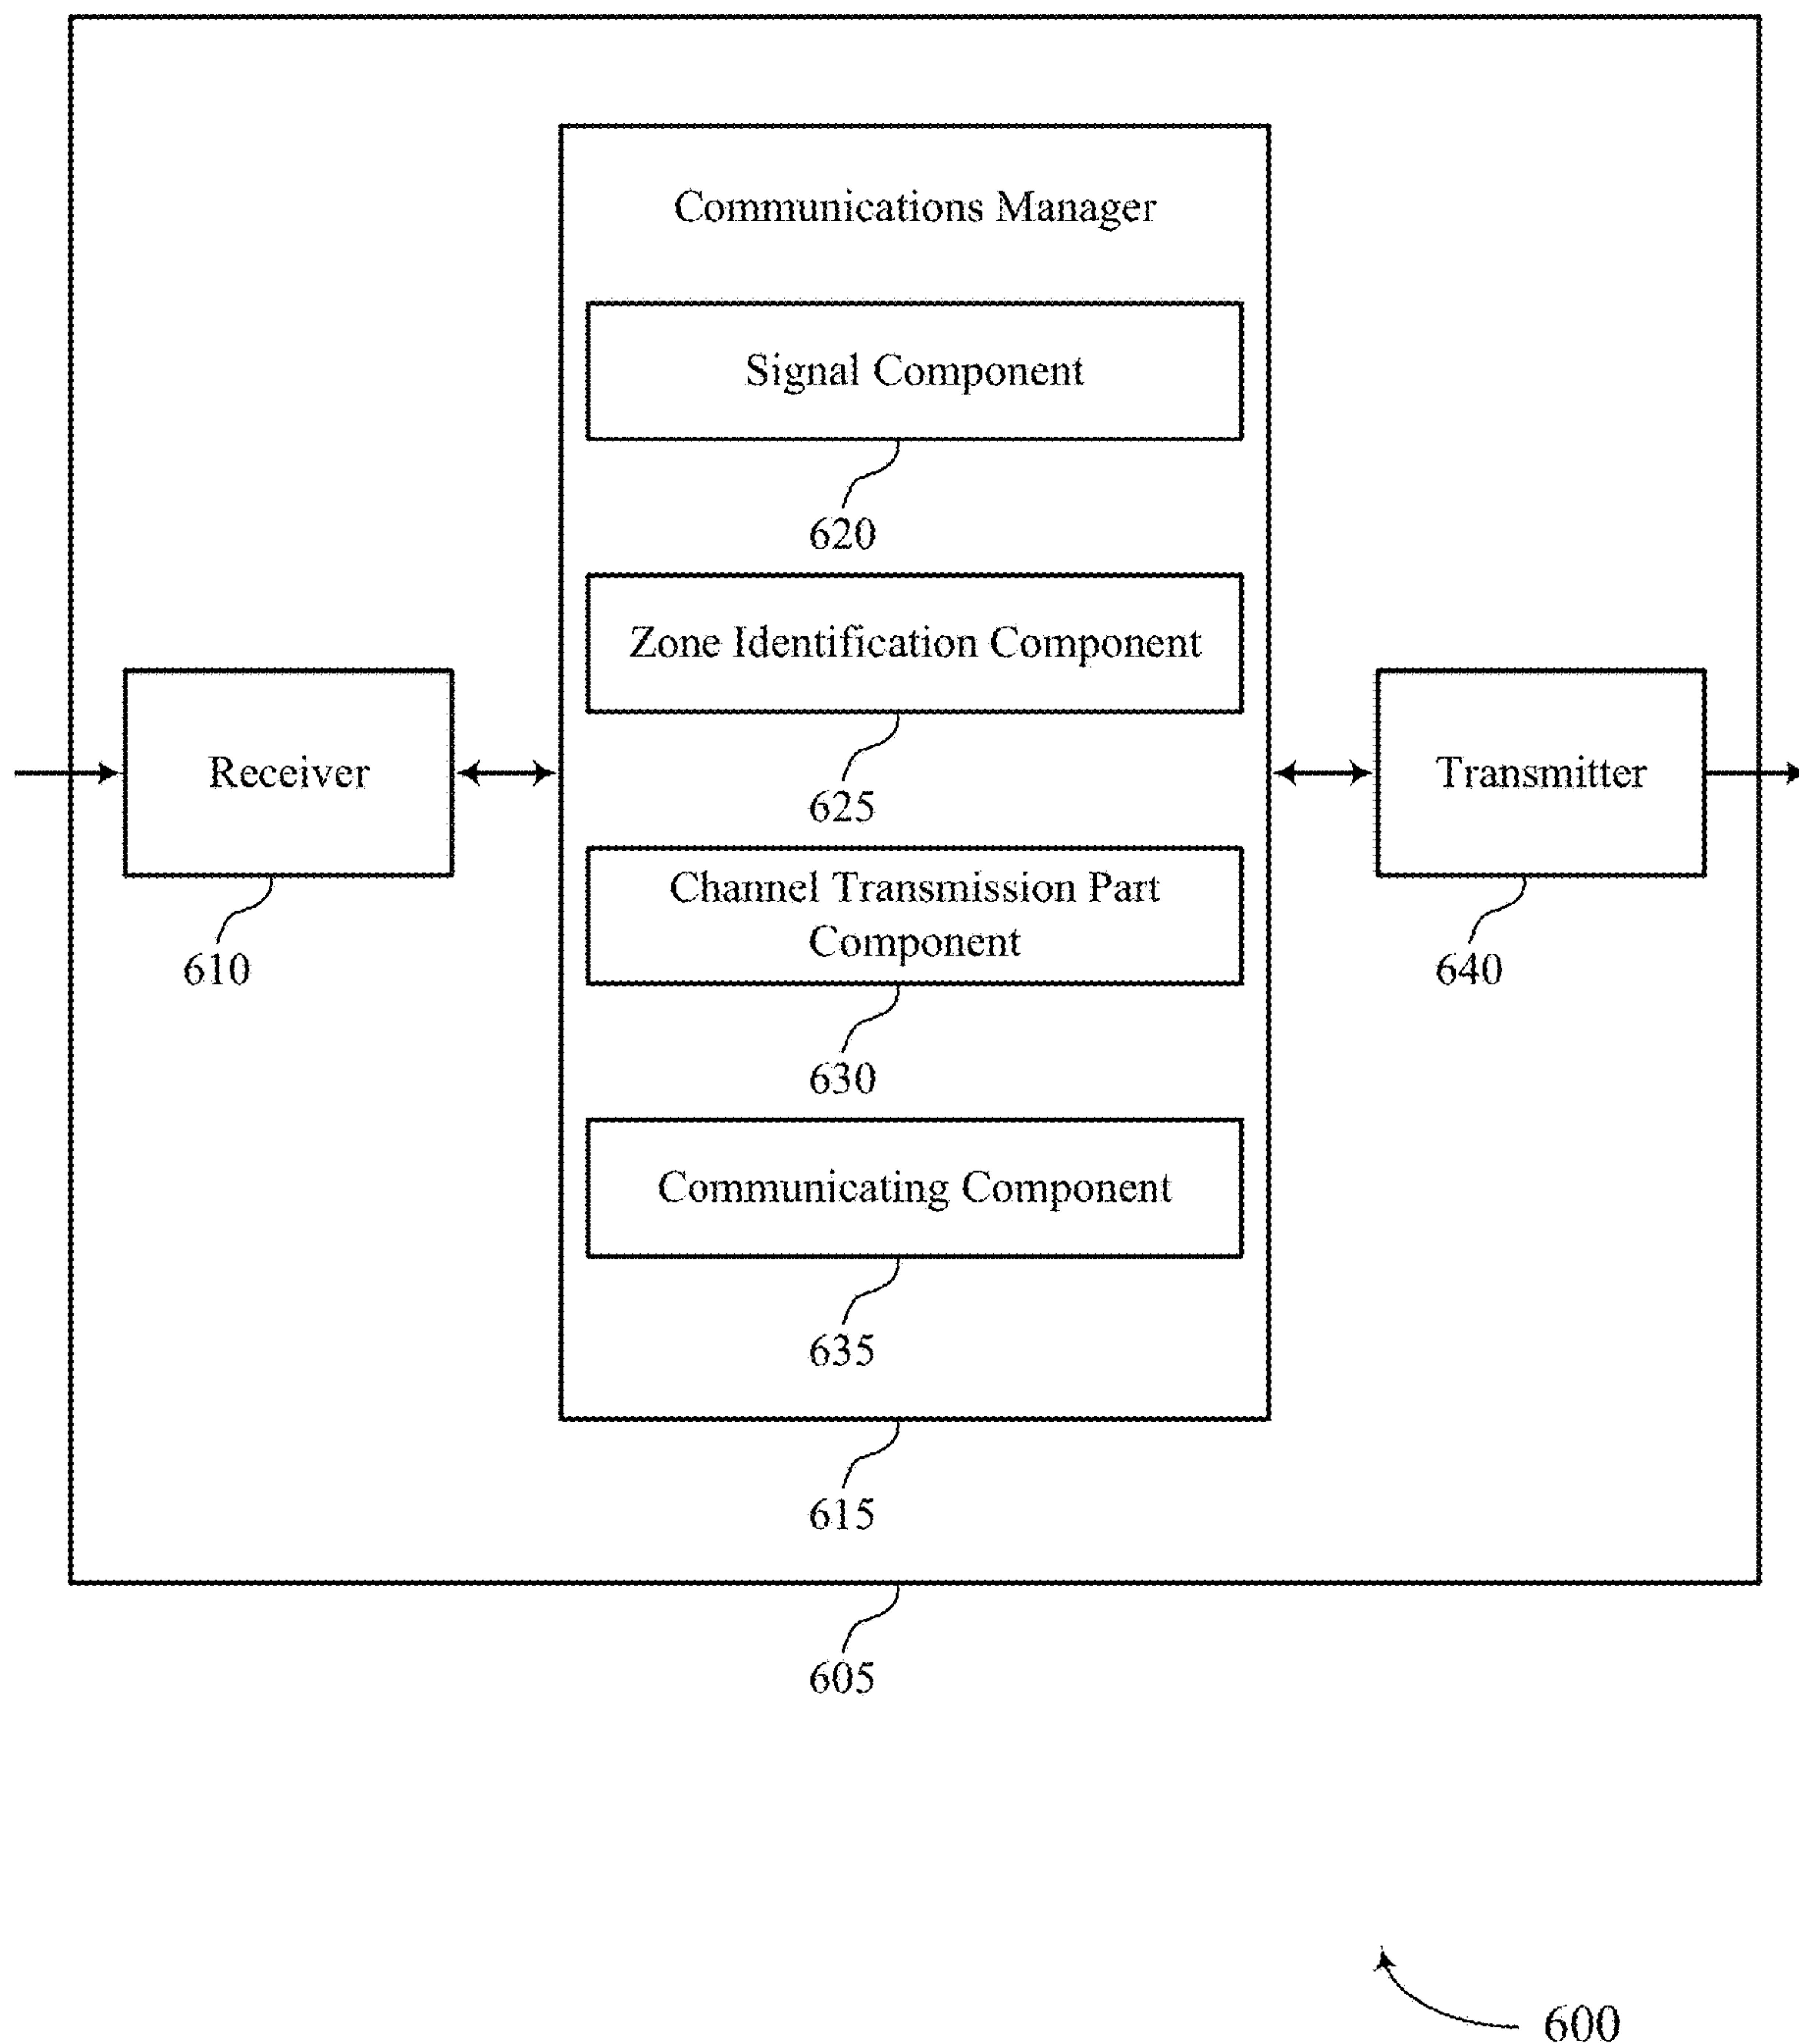 Communications Manager
Signal Component
620
Zone Identification Component
625
Receiver
610
Transmitter
640
Channel Transmission Part
Component
630
Communicating Component
635
615
605
600